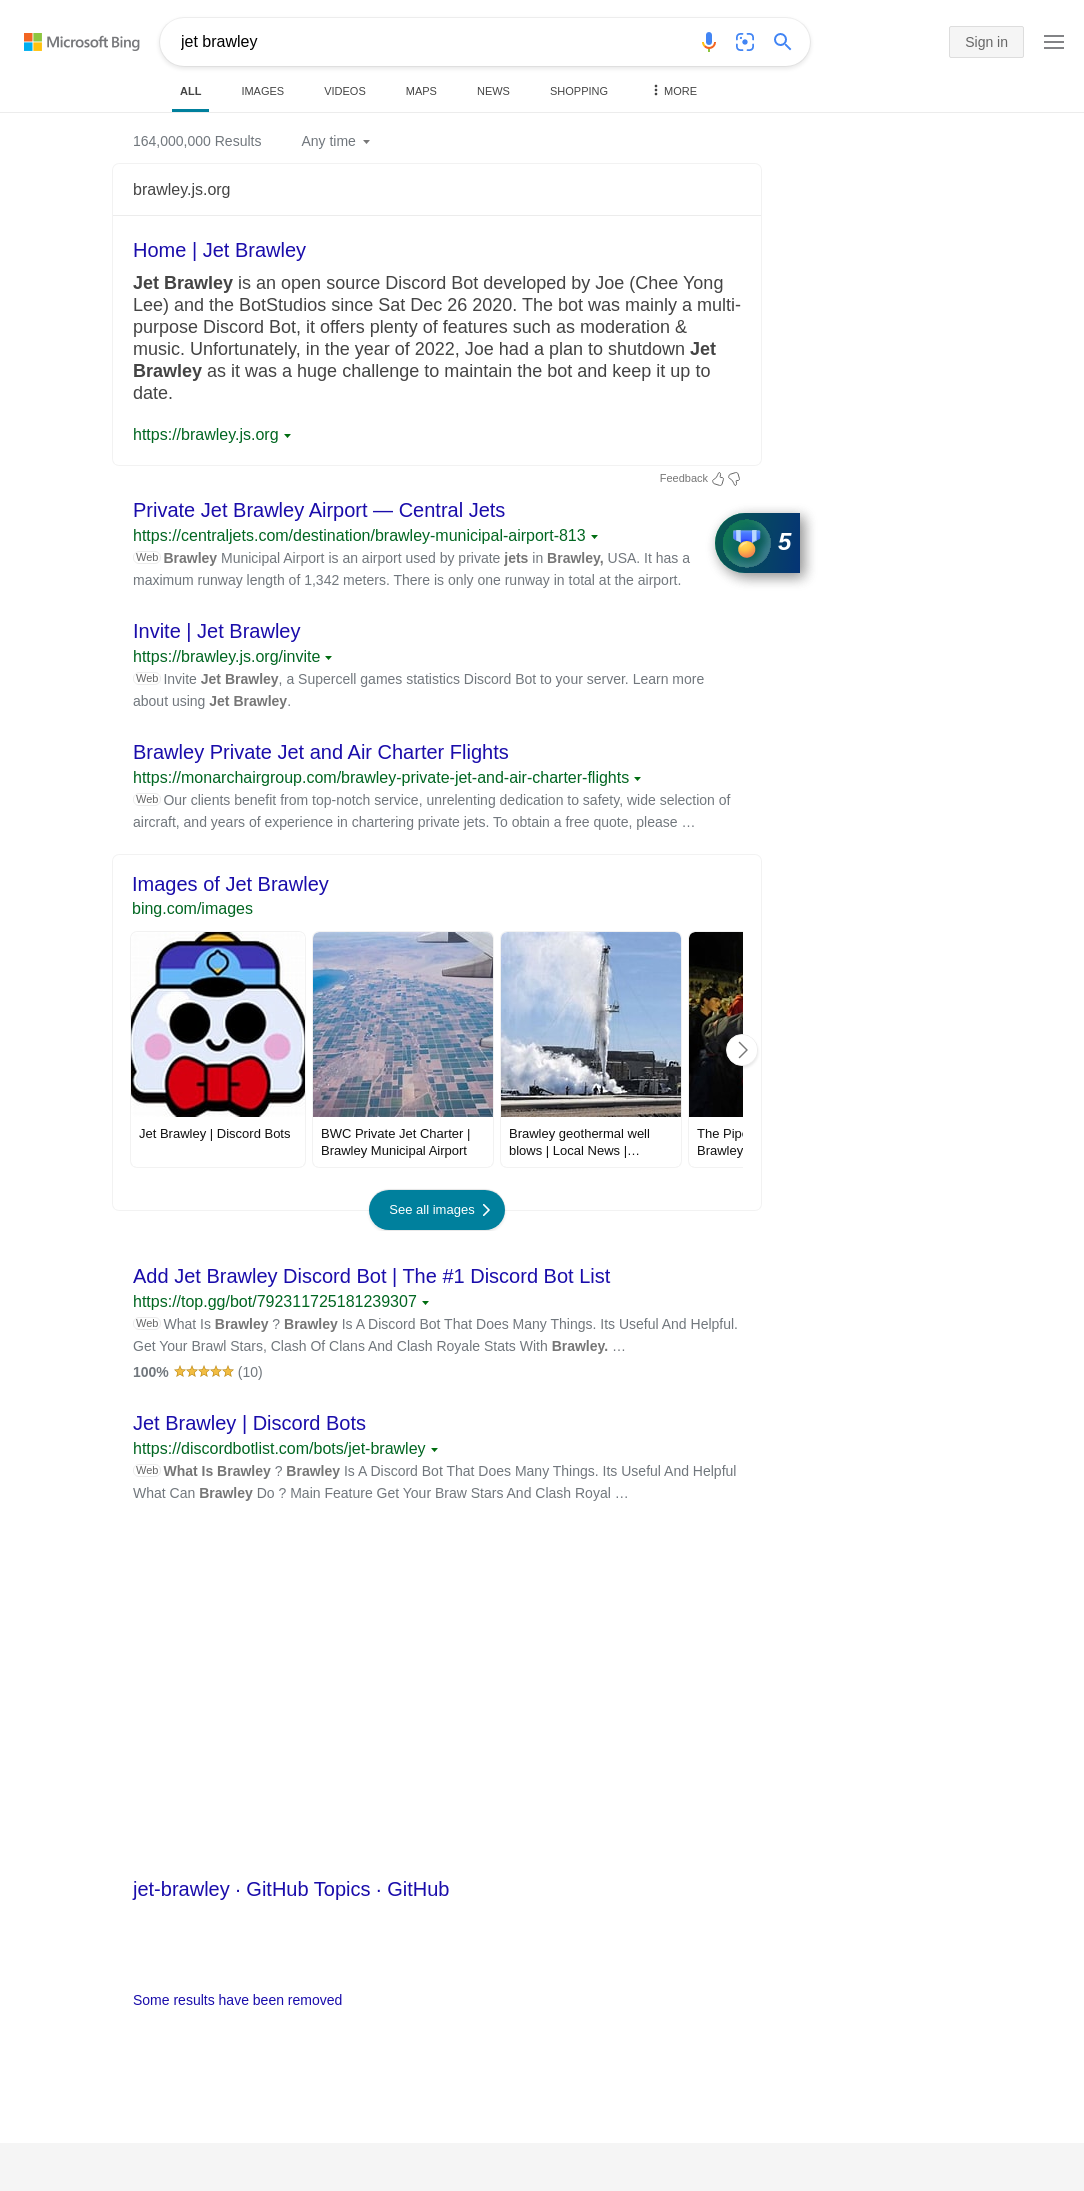 Microsoft Bing
jet brawley
Sign in
ALL IMAGES VIDEOS MAPS NEWS SHOPPING MORE
164,000,000 Results Any time
brawley.js.org
Home | Jet Brawley
Jet Brawley is an open source Discord Bot developed by Joe (Chee Yong
Lee) and the BotStudios since Sat Dec 26 2020. The bot was mainly a multi-
purpose Discord Bot, it offers plenty of features such as moderation &
music. Unfortunately, in the year of 2022, Joe had a plan to shutdown Jet
Brawley as it was a huge challenge to maintain the bot and keep it up to
date.
https://brawley.js.org
Feedback
Private Jet Brawley Airport — Central Jets
https://centraljets.com/destination/brawley-municipal-airport-813
Web Brawley Municipal Airport is an airport used by private jets in Brawley, USA. It has a
maximum runway length of 1,342 meters. There is only one runway in total at the airport.
5
Invite | Jet Brawley
https://brawley.js.org/invite
Web Invite Jet Brawley, a Supercell games statistics Discord Bot to your server. Learn more
about using Jet Brawley.
Brawley Private Jet and Air Charter Flights
https://monarchairgroup.com/brawley-private-jet-and-air-charter-flights
Web Our clients benefit from top-notch service, unrelenting dedication to safety, wide selection of
aircraft, and years of experience in chartering private jets. To obtain a free quote, please …
Images of Jet Brawley
bing.com/images
Jet Brawley | Discord Bots
BWC Private Jet Charter |
Brawley Municipal Airport
Brawley geothermal well
blows | Local News |…
The Pip
Brawley
See all images
Add Jet Brawley Discord Bot | The #1 Discord Bot List
https://top.gg/bot/792311725181239307
Web What Is Brawley ? Brawley Is A Discord Bot That Does Many Things. Its Useful And Helpful.
Get Your Brawl Stars, Clash Of Clans And Clash Royale Stats With Brawley. …
100% (10)
Jet Brawley | Discord Bots
https://discordbotlist.com/bots/jet-brawley
Web What Is Brawley ? Brawley Is A Discord Bot That Does Many Things. Its Useful And Helpful
What Can Brawley Do ? Main Feature Get Your Braw Stars And Clash Royal …
jet-brawley · GitHub Topics · GitHub
Some results have been removed